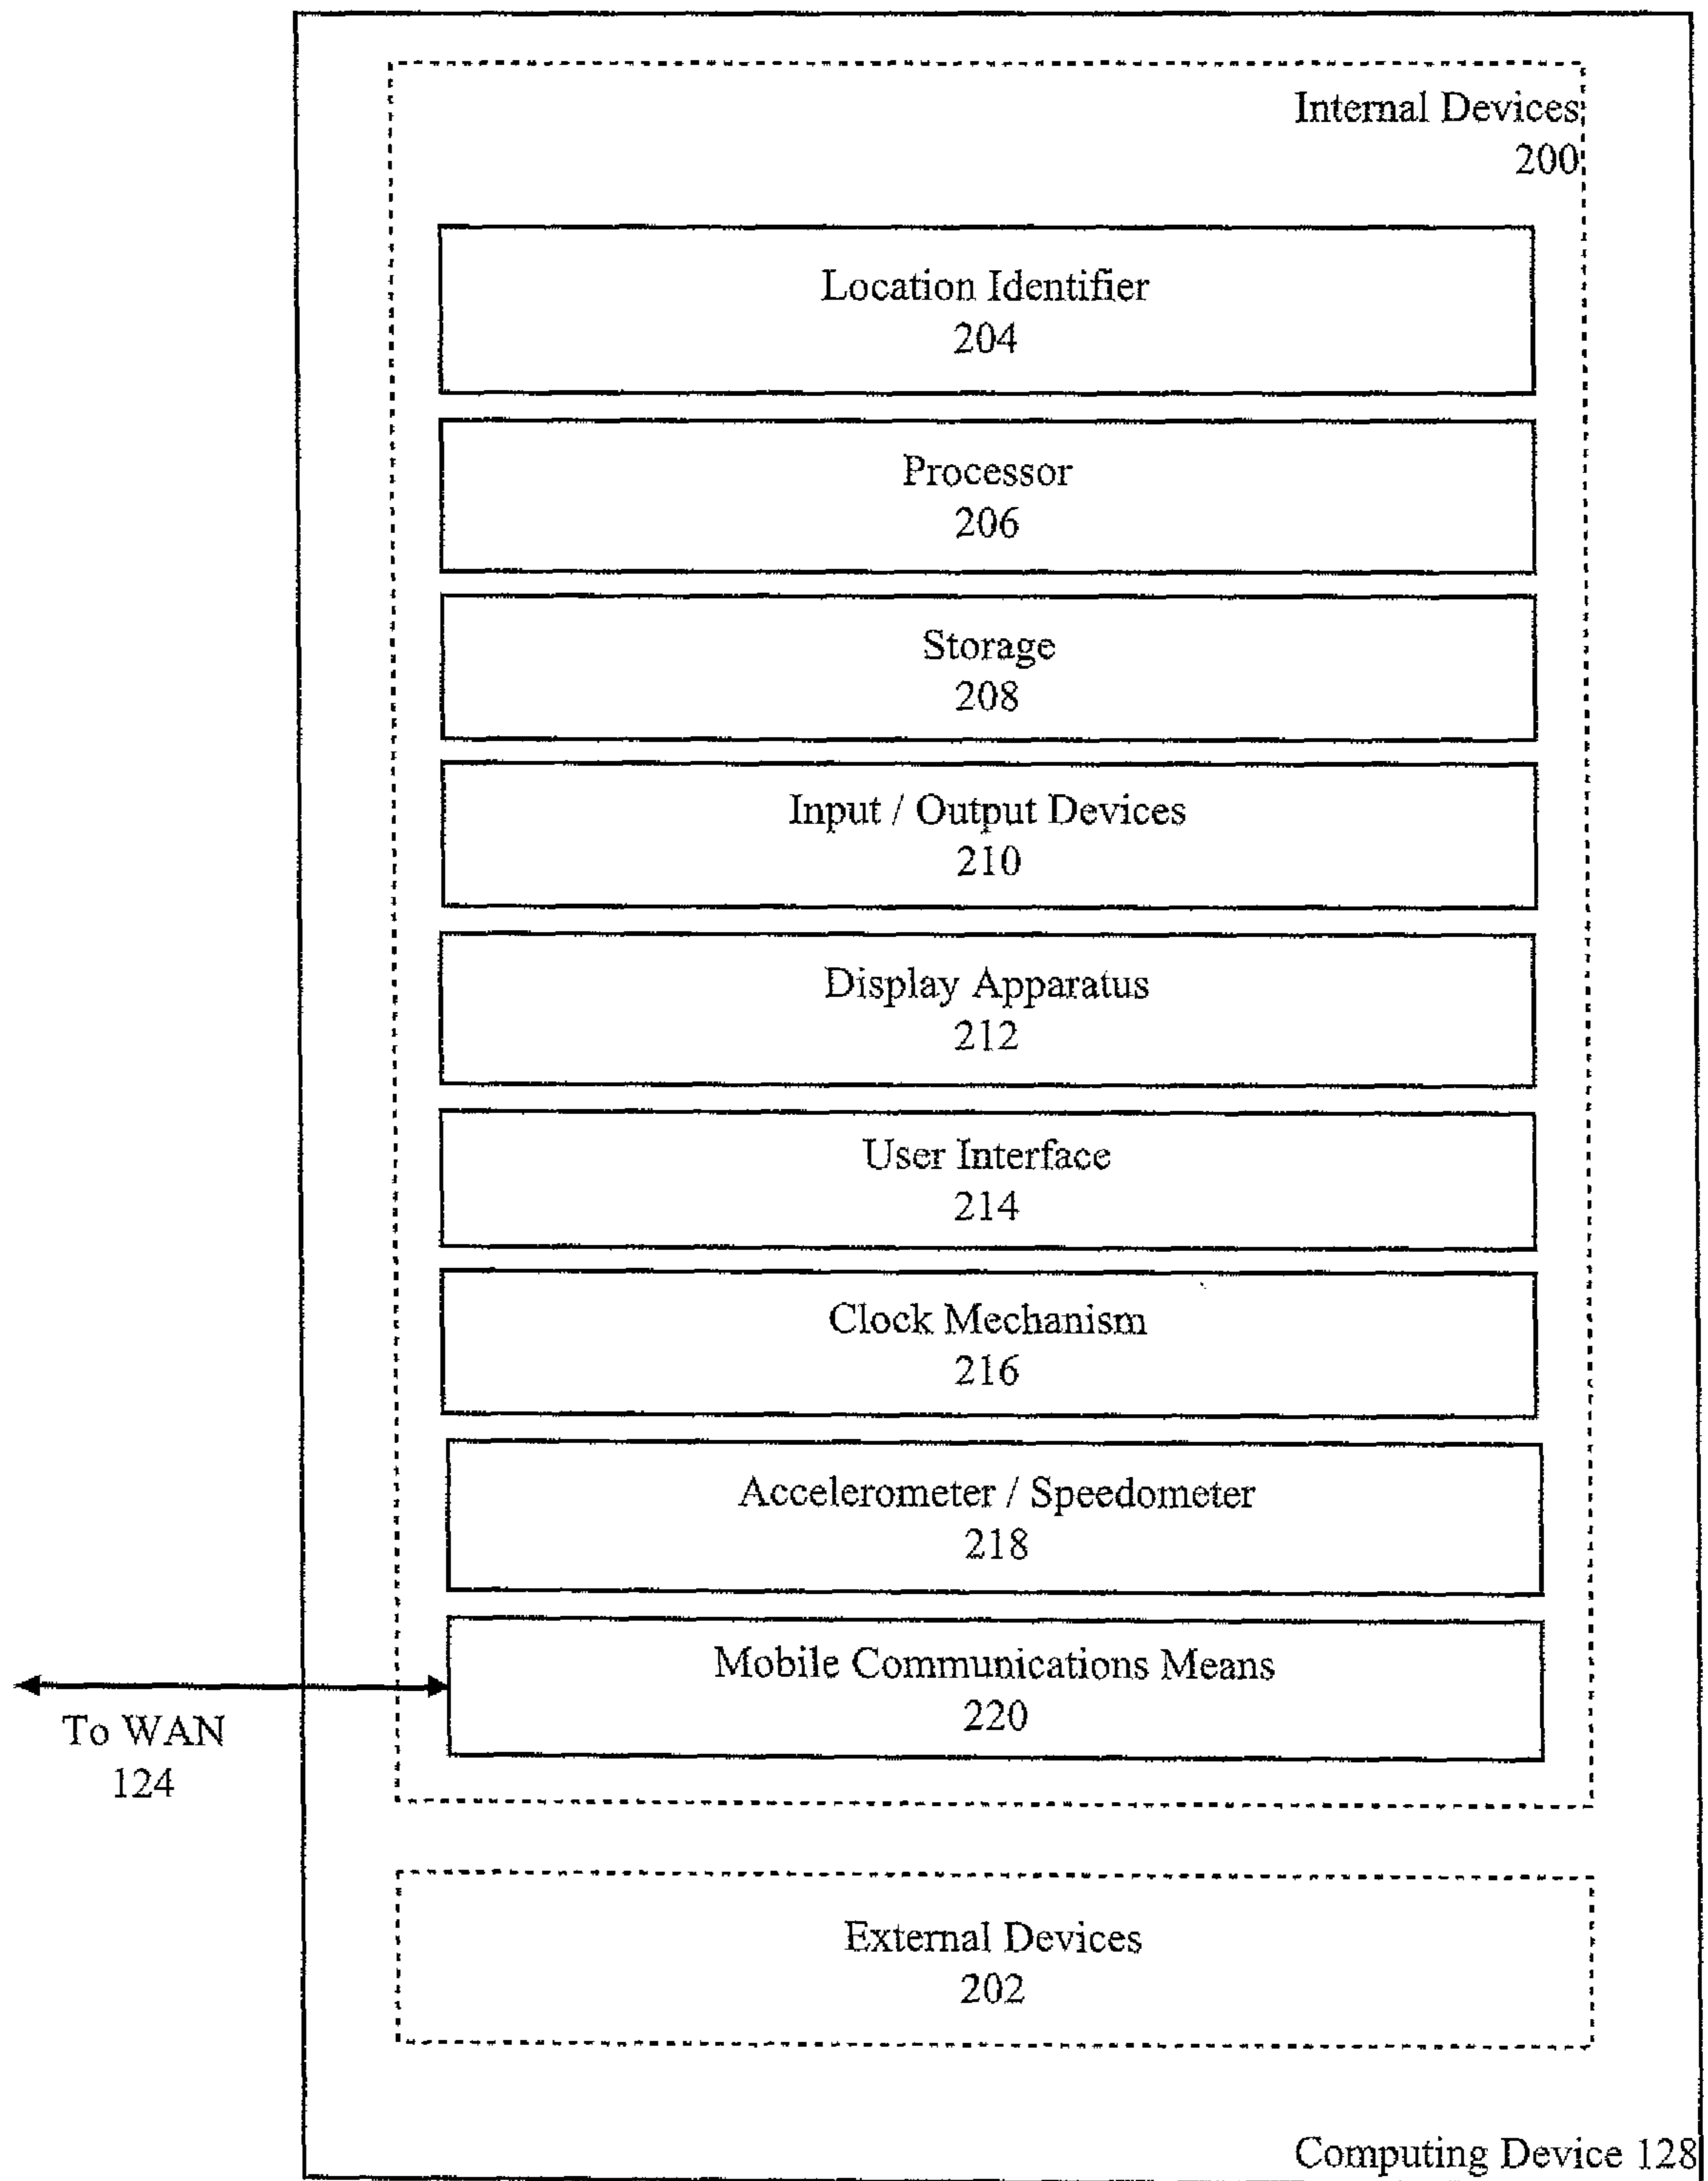 Internal Devices
200
Location Identifier
204
Processor
206
Storage
208
Input / Output Devices
210
Display Apparatus
212
User Interface
214
Clock Mechanism
216
Accelerometer / Speedometer
218
Mobile Communications Means
220
To WAN
124
External Devices
202
Computing Device 128